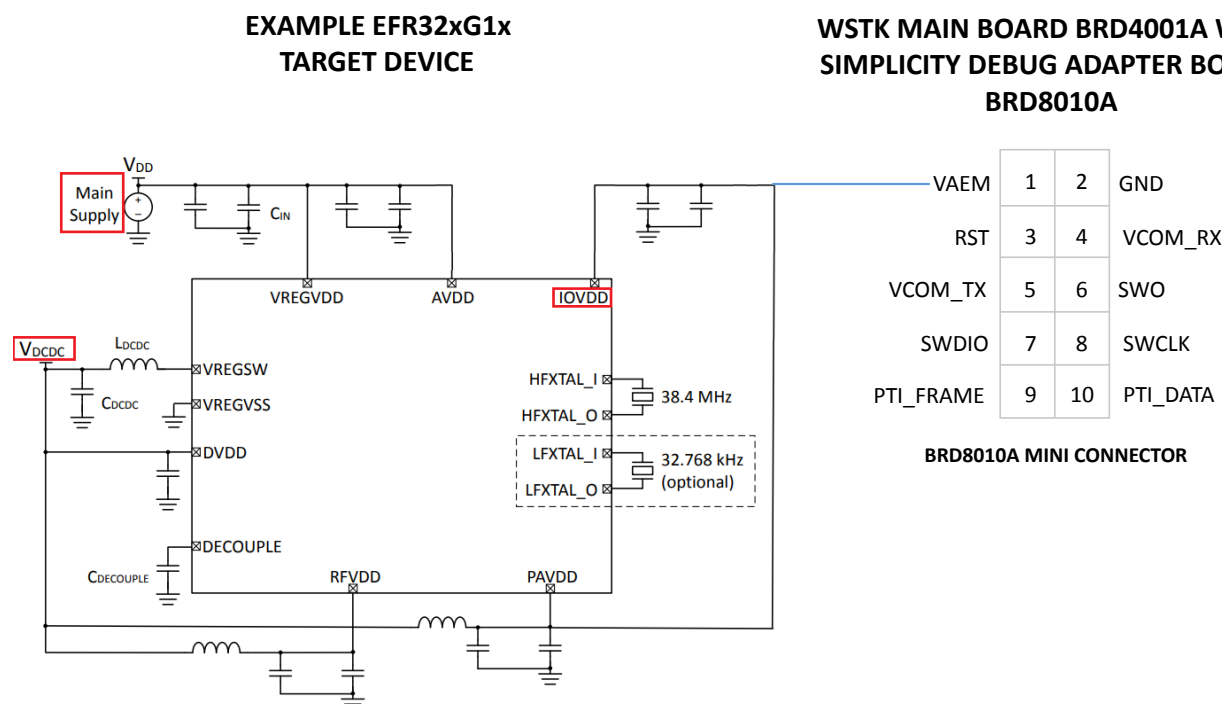 EXAMPLE EFR32xG1x
TARGET DEVICE
WSTK MAIN BOARD BRD4001A
SIMPLICITY DEBUG ADAPTER
BRD8010A
VDD
Main
Supply
+
−
CIN
VREGVDD
AVDD
IOVDD
VDCDC
LDCDC
CDCDC
VREGSW
VREGVSS
DVDD
DECOUPLE
CDECOUPLE
RFVDD
PAVDD
HFXTAL_I
HFXTAL_O
38.4 MHz
LFXTAL_I
LFXTAL_O
32.768 kHz
(optional)
VAEM 1 2 GND
RST 3 4 VCOM_RX
VCOM_TX 5 6 SWO
SWDIO 7 8 SWCLK
PTI_FRAME 9 10 PTI_DATA
BRD8010A MINI CONNECTOR